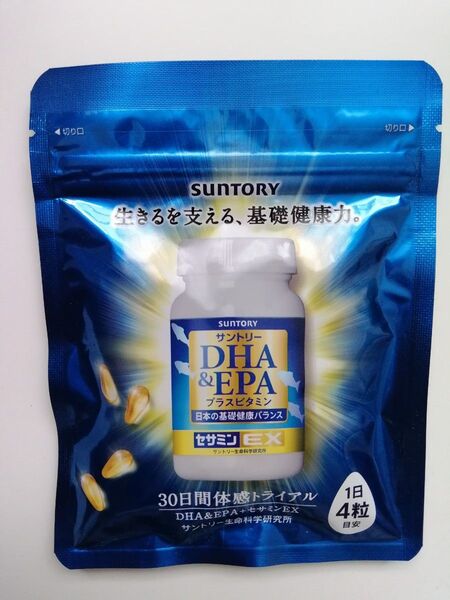 切り口
切り口
SUNTORY
生きるを支える、基礎健康力。
SUNTORY
サントリー
DHA
&EPA
プラスビタミン
日本の基礎健康バランス
セサミンEX
サントリー生命科学研究所
30日間体感トライアル
DHA&EPA+セサミンEX
サントリー生命科学研究所
1日
4粒
目安